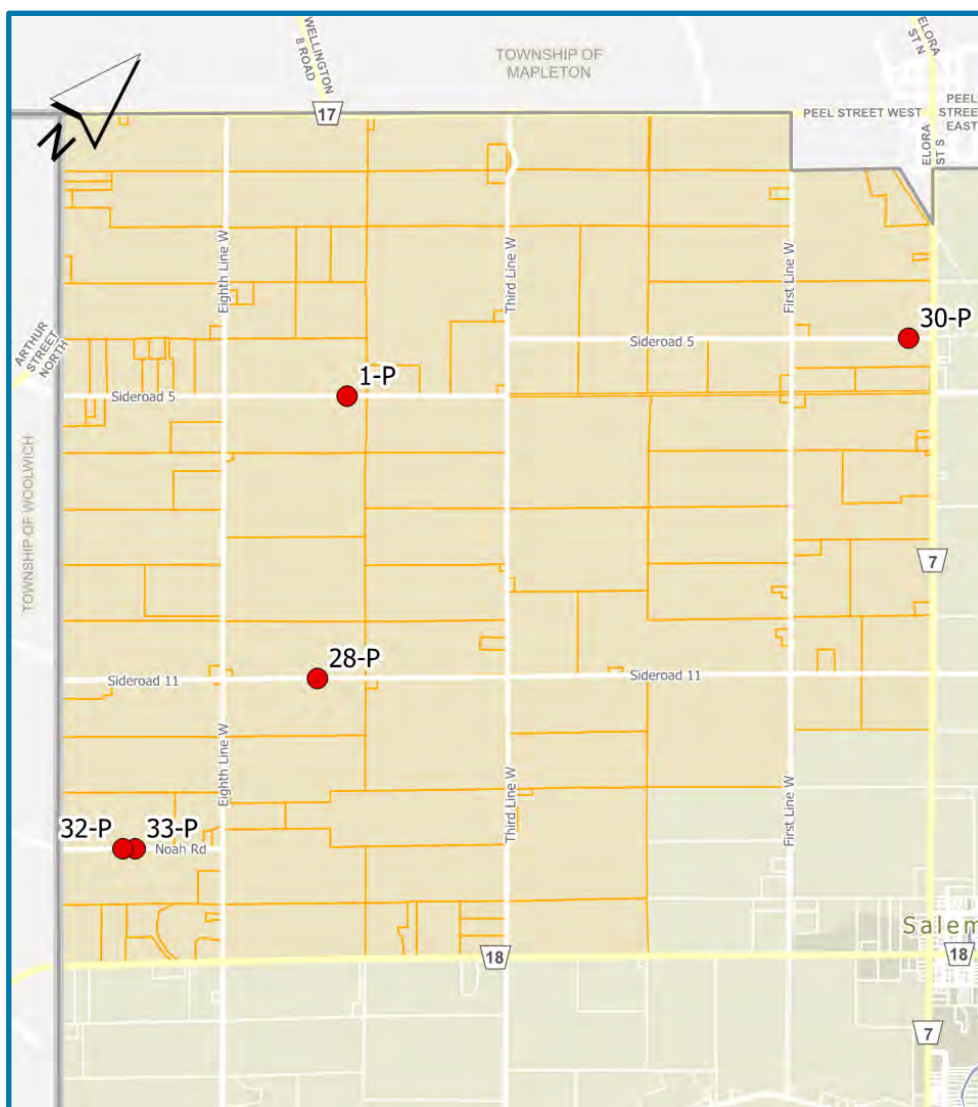 WELLINGTON
8 ROAD
TOWNSHIP OF
MAPLETON
ELORA
ST N
17
PEEL STREET WEST
PEEL
STREE
EAST
ELORA
ST S
N
Eighth Line W
Third Line W
First Line W
30-P
Sideroad 5
ARTHUR
STREET
NORTH
1-P
Sideroad 5
TOWNSHIP OF WOOLWICH
7
28-P
Sideroad 11
Sideroad 11
Eighth Line W
Third Line W
First Line W
32-P
33-P
Noah Rd
Salem
18
18
7